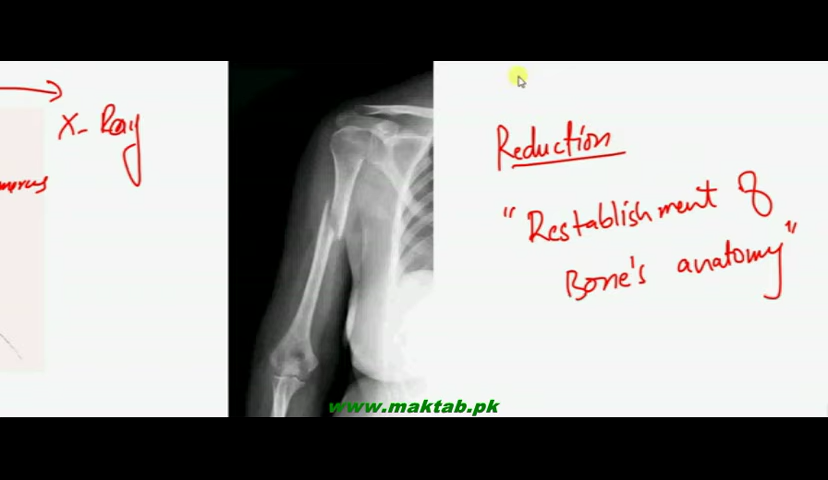 X-Ray
Reduction
"Restablishment of
Bone's anatomy"
www.maktab.pk